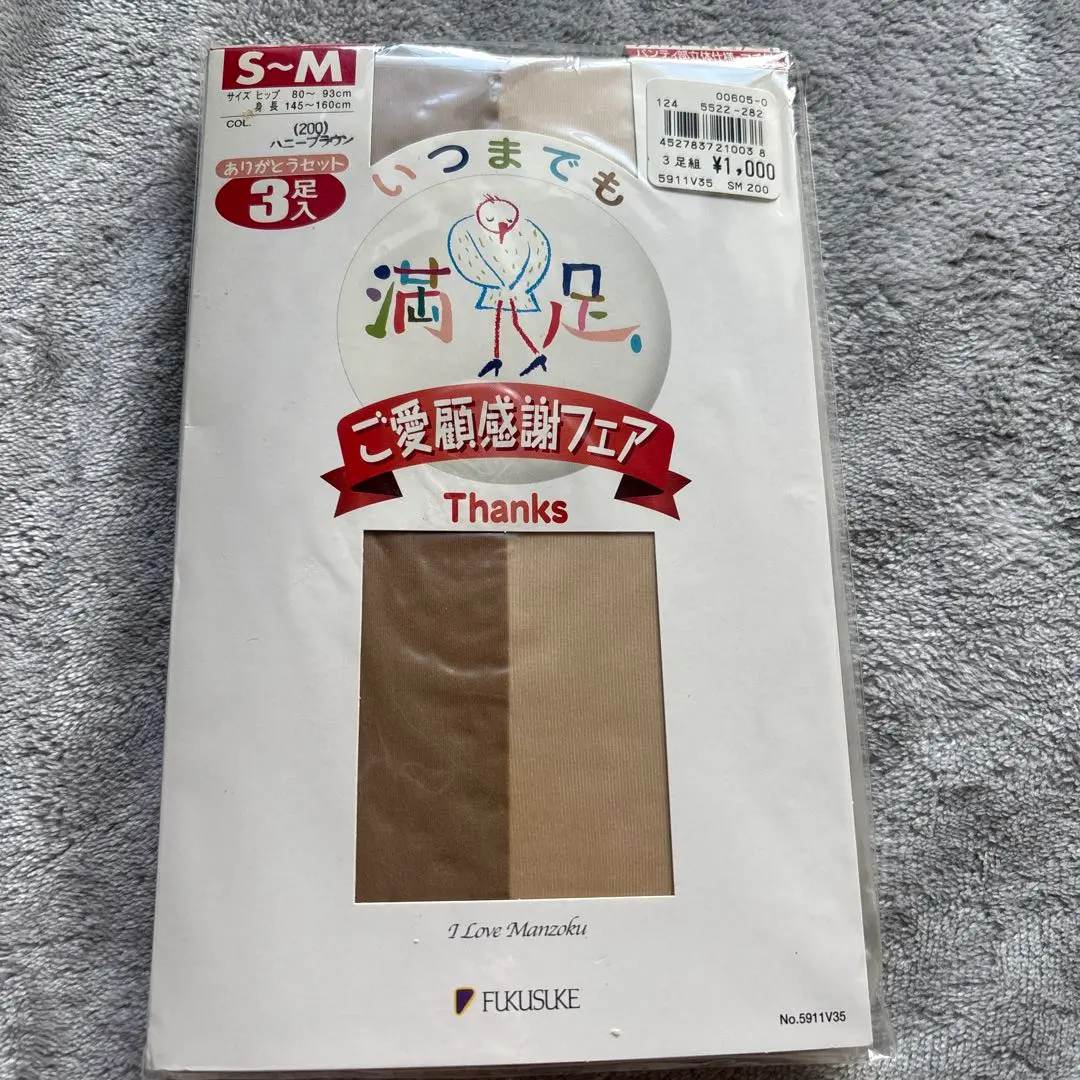 S〜M
サイズ ヒップ 80〜 93cm
身長 145〜160cm
COL.
(200)
ハニーブラウン
ありがとうセット
3足入
00605-0
124 5522-282
4527837210038
3足組 ¥1,000
5911V35 SM 200
いつまでも
満足。
ご愛顧感謝フェア
Thanks
I Love Manzoku
FUKUSUKE
No.5911V35